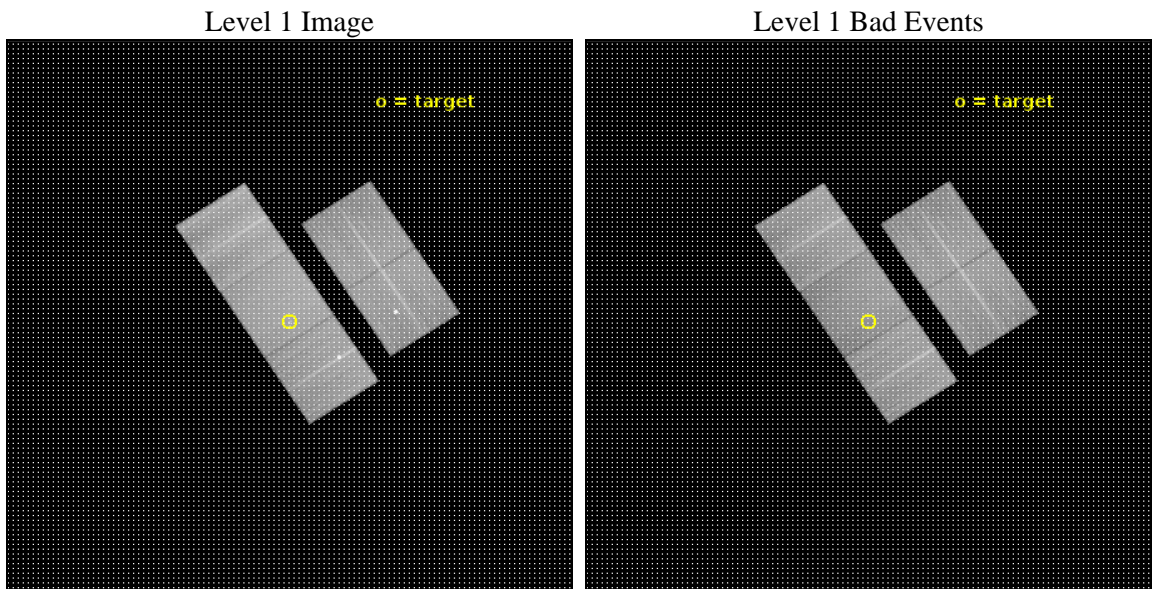 Level 1 Image
Level 1 Bad Events
o = target
o = target